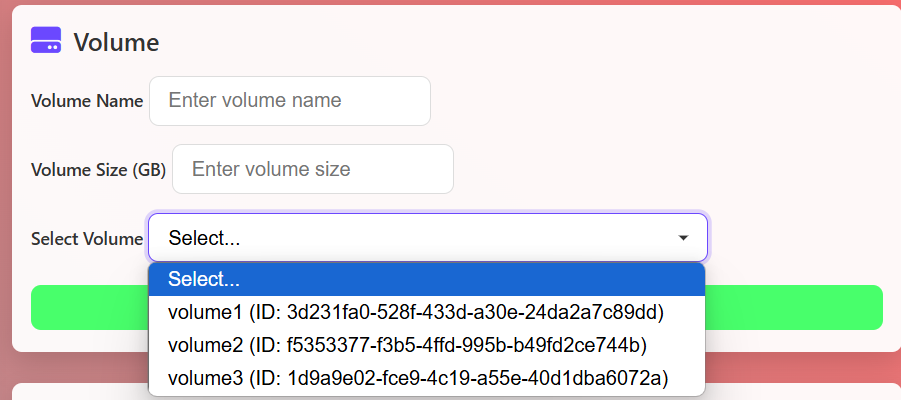 Volume
Volume Name Enter volume name
Volume Size (GB) Enter volume size
Select Volume Select...
Select...
volume1 (ID: 3d231fa0-528f-433d-a30e-24da2a7c89dd)
volume2 (ID: f5353377-f3b5-4ffd-995b-b49fd2ce744b)
volume3 (ID: 1d9a9e02-fce9-4c19-a55e-40d1dba6072a)